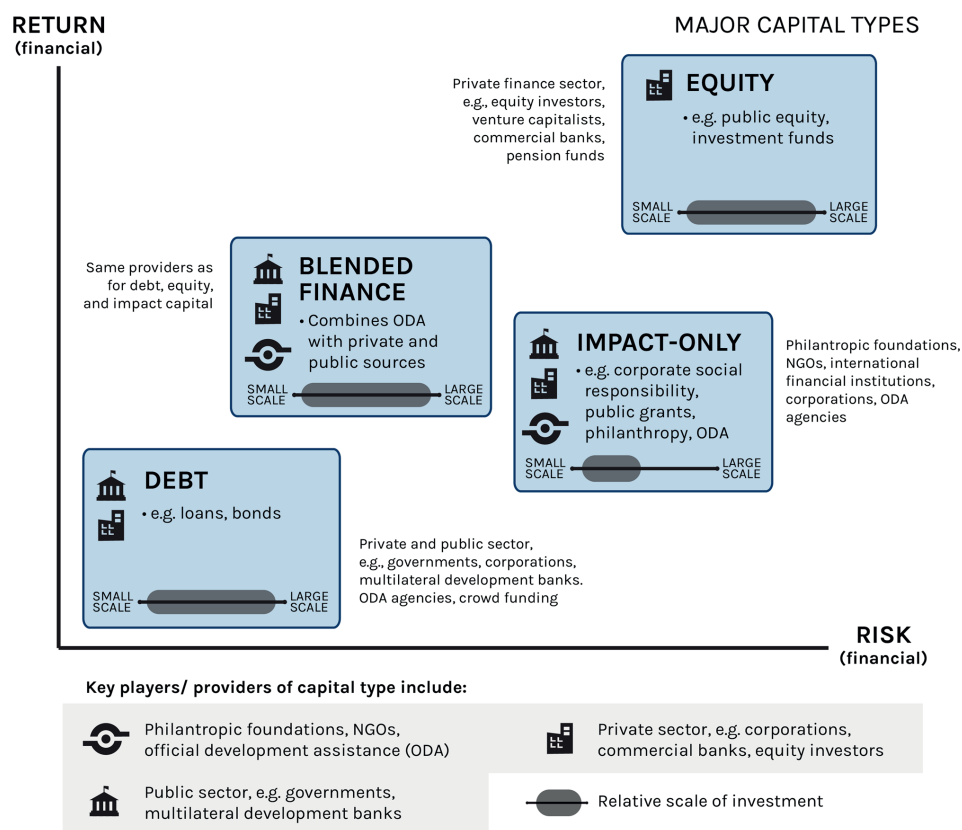 RETURN
(financial)
MAJOR CAPITAL TYPES
Private finance sector,
e.g., equity investors,
venture capitalists,
commercial banks,
pension funds
EQUITY
• e.g. public equity,
investment funds
SMALL
SCALE
LARGE
SCALE
Same providers as
for debt, equity,
and impact capital
BLENDED
FINANCE
• Combines ODA
with private and
public sources
SMALL
SCALE
LARGE
SCALE
IMPACT-ONLY
• e.g. corporate social
responsibility,
public grants,
philanthropy, ODA
SMALL
SCALE
LARGE
SCALE
Philantropic foundations,
NGOs, international
financial institutions,
corporations, ODA
agencies
DEBT
• e.g. loans, bonds
SMALL
SCALE
LARGE
SCALE
Private and public sector,
e.g., governments, corporations,
multilateral development banks.
ODA agencies, crowd funding
RISK
(financial)
Key players/ providers of capital type include:
Philantropic foundations, NGOs,
official development assistance (ODA)
Private sector, e.g. corporations,
commercial banks, equity investors
Public sector, e.g. governments,
multilateral development banks
Relative scale of investment